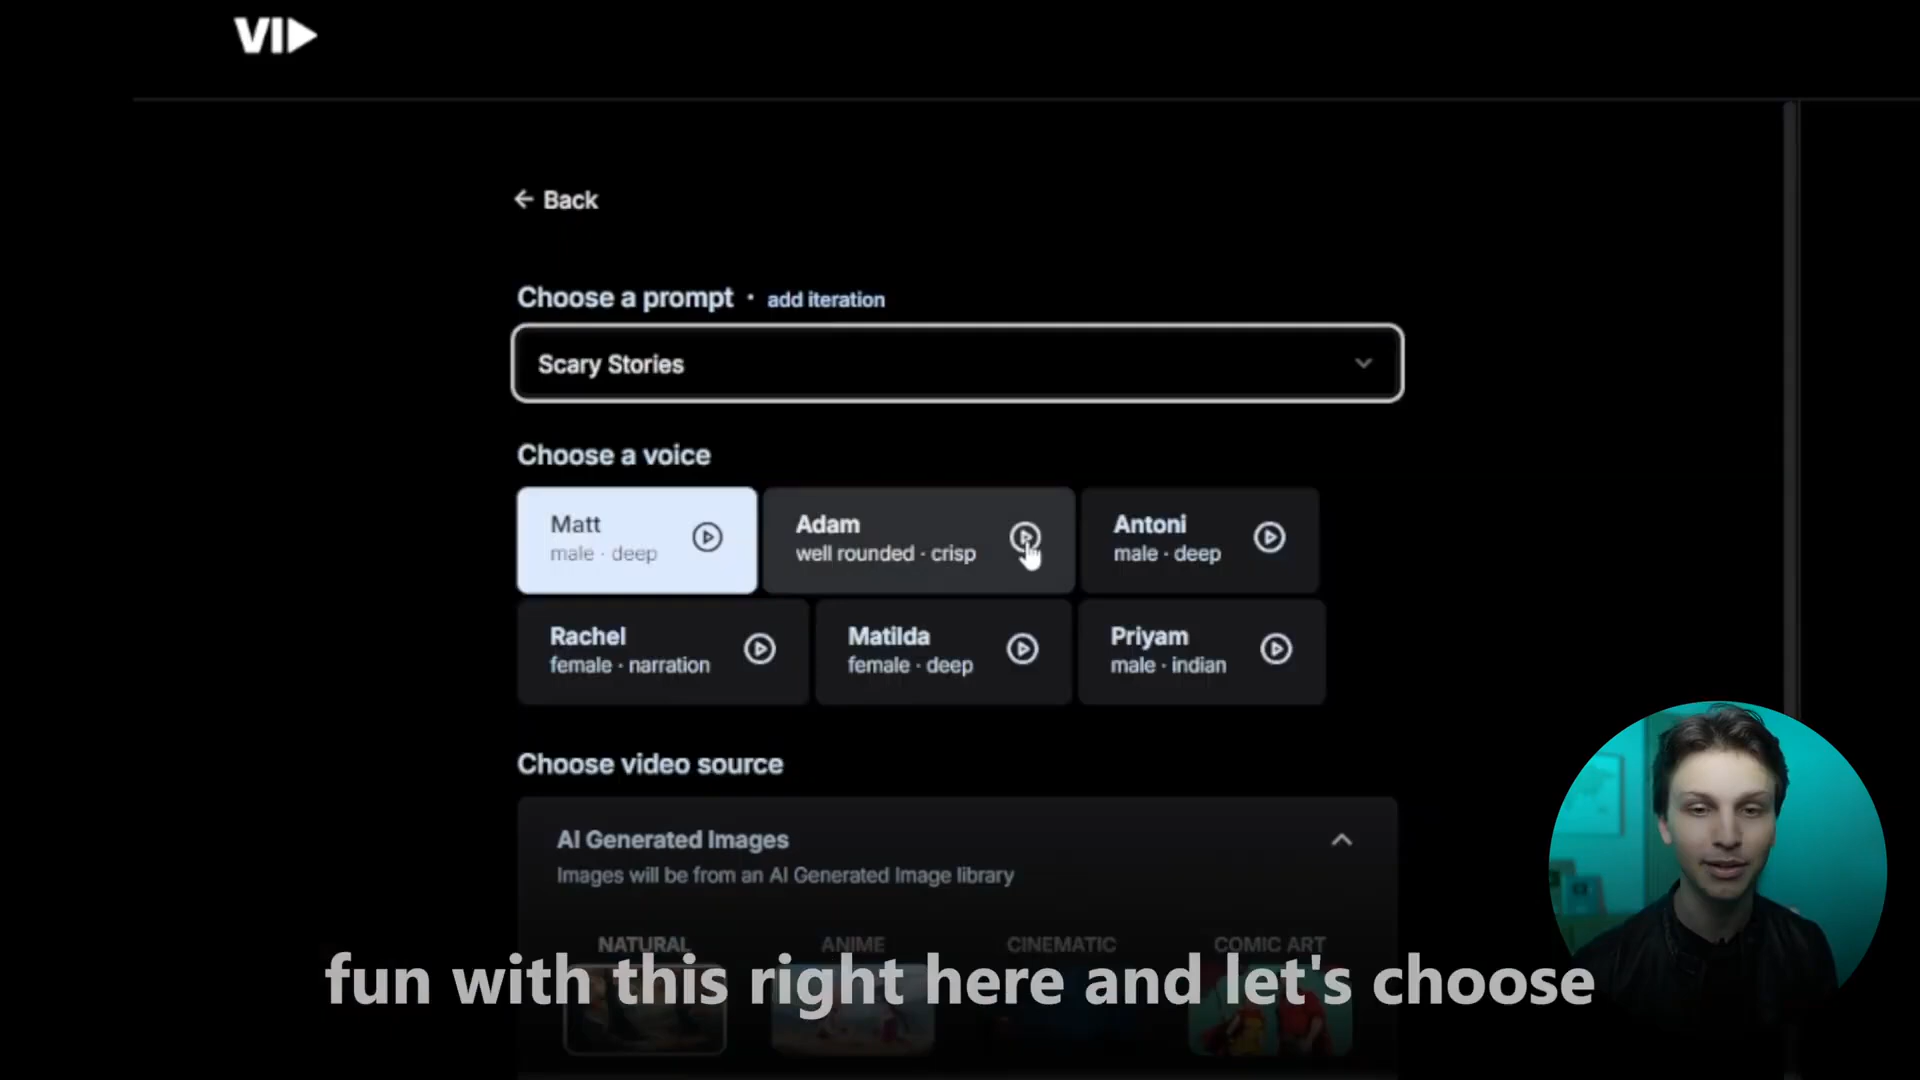 VI
← Back
Choose a prompt · add iteration
Scary Stories
Choose a voice
Matt
male · deep
Adam
well rounded · crisp
Antoni
male · deep
Rachel
female · narration
Matilda
female · deep
Priyam
male · indian
Choose video source
AI Generated Images
Images will be from an AI Generated Image library
NATURAL
ANIME
CINEMATIC
COMIC ART
fun with this right here and let's choose